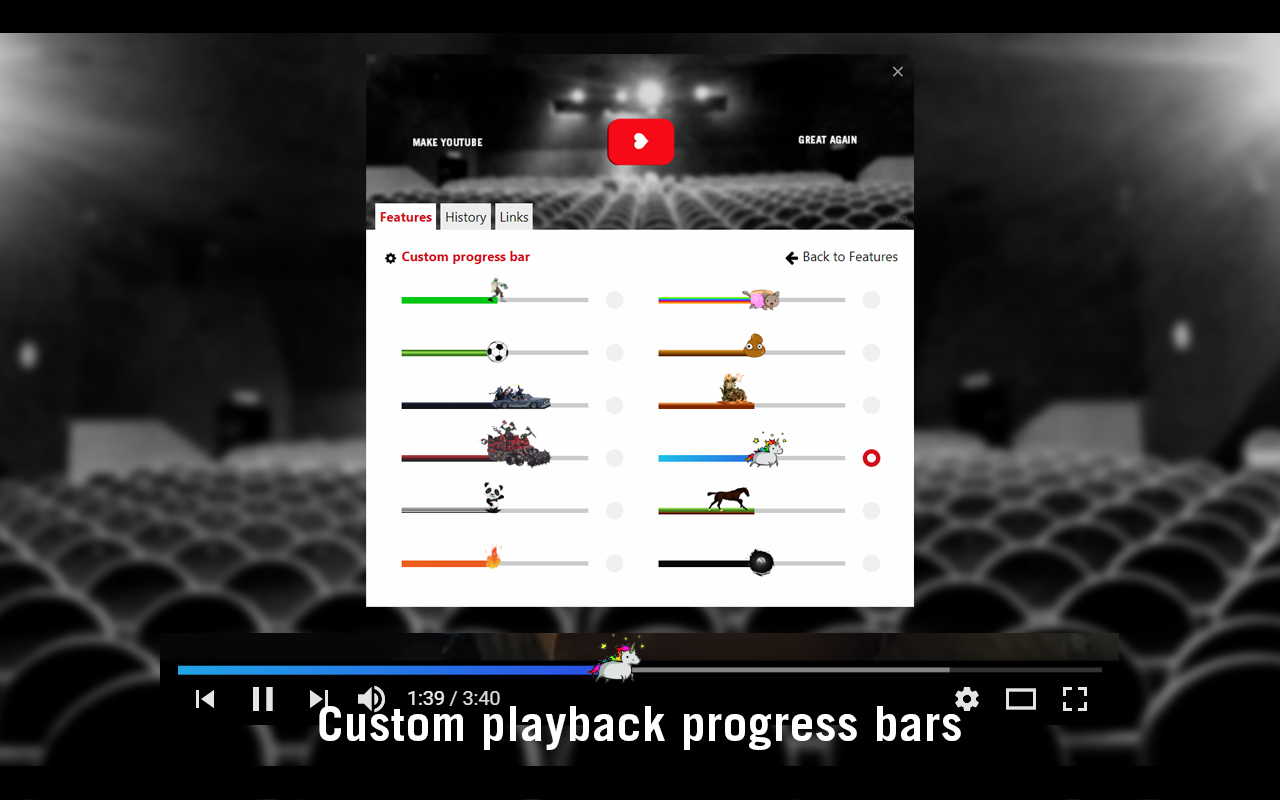 MAKE YOUTUBE
GREAT AGAIN
Features
History
Links
Custom progress bar
Back to Features
1:39 / 3:40
Custom playback progress bars